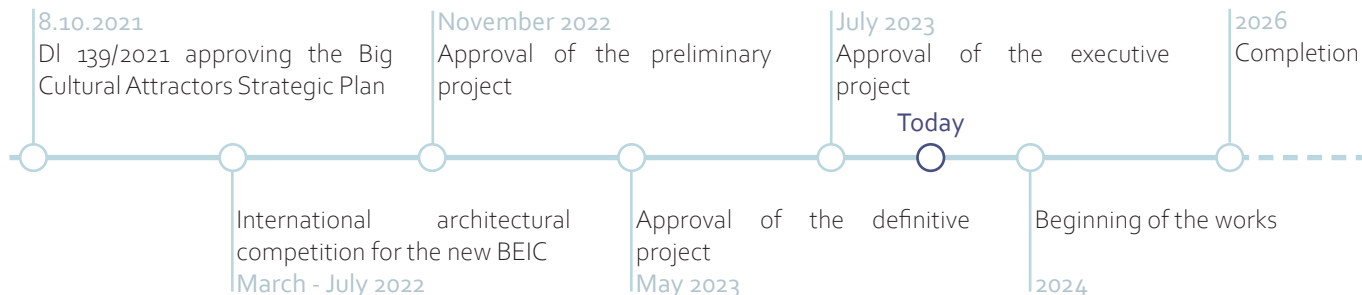 8.10.2021
Dl 139/2021 approving the Big
Cultural Attractors Strategic Plan
November 2022
Approval of the preliminary
project
July 2023
Approval of the executive
project
2026
Completion
Today
International architectural
competition for the new BEIC
March - July 2022
Approval of the definitive
project
May 2023
Beginning of the works
2024